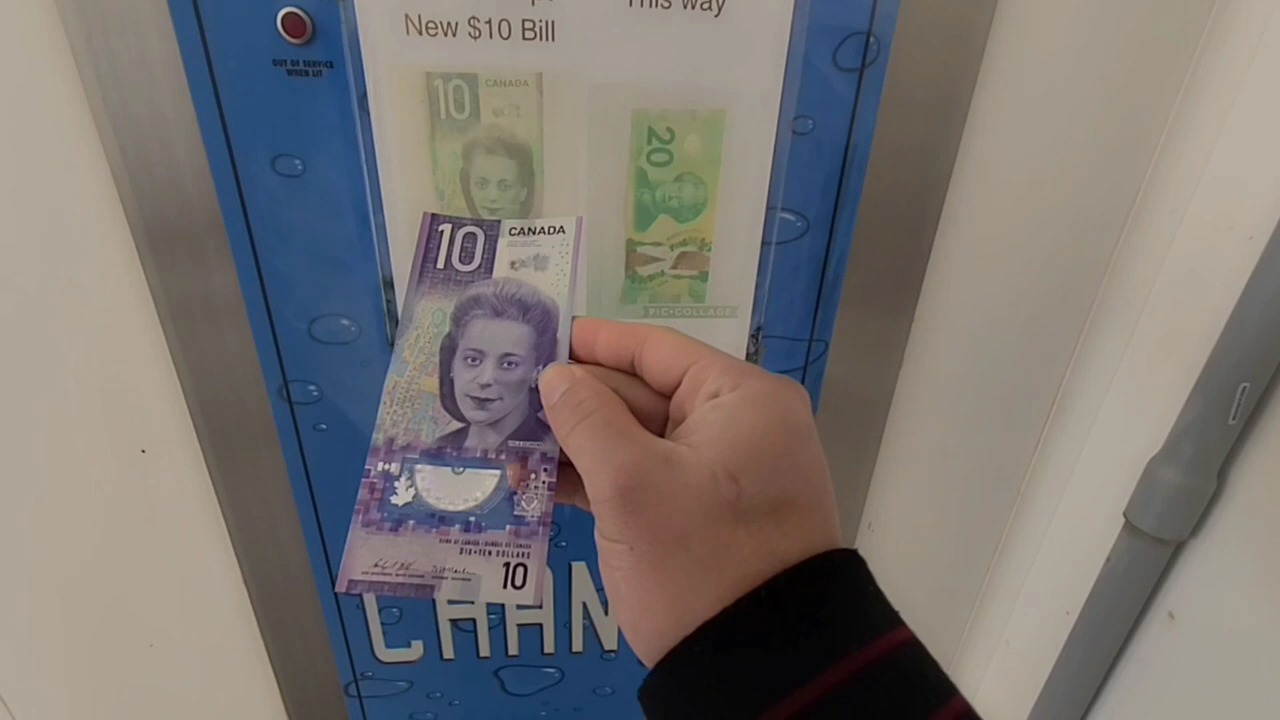 This way
New $10 Bill
OUT OF SERVICE
WHEN LIT
10
CANADA
20
PIC•COLLAGE
10
CANADA
BANK OF CANADA • BANQUE DU CANADA
DIX•TEN DOLLARS
10
CHAN